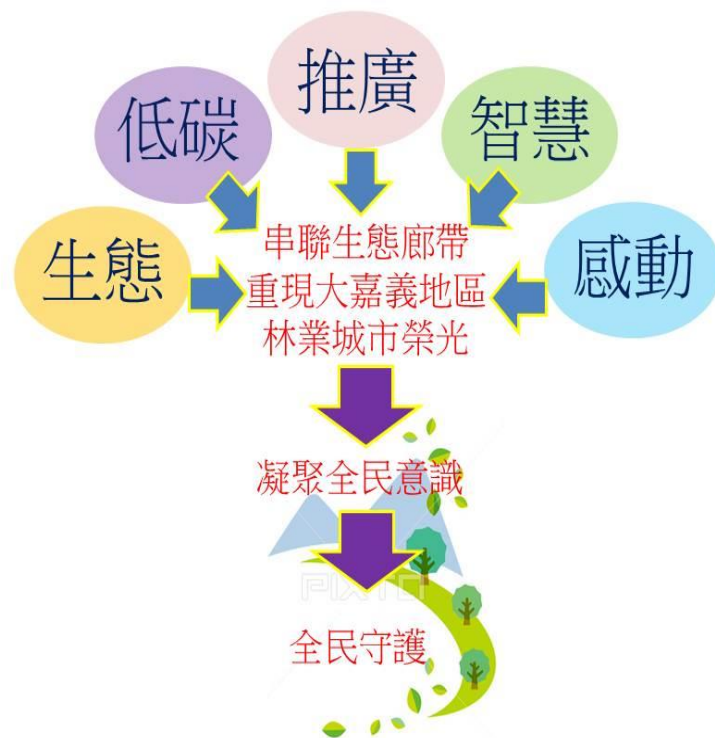 推廣
低碳
智慧
生態
感動
串聯生態廊帶
重現大嘉義地區
林業城市榮光
凝聚全民意識
PIXTA
全民守護